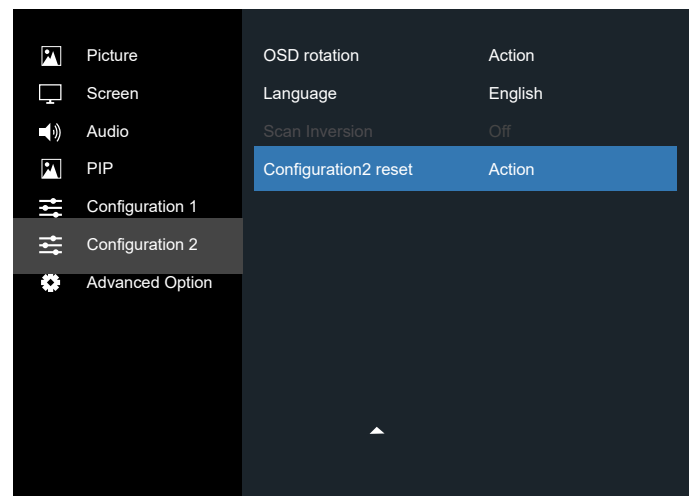 Picture
Screen
Audio
PIP
Configuration 1
Configuration 2
Advanced Option
OSD rotation Action
Language English
Scan Inversion Off
Configuration2 reset Action